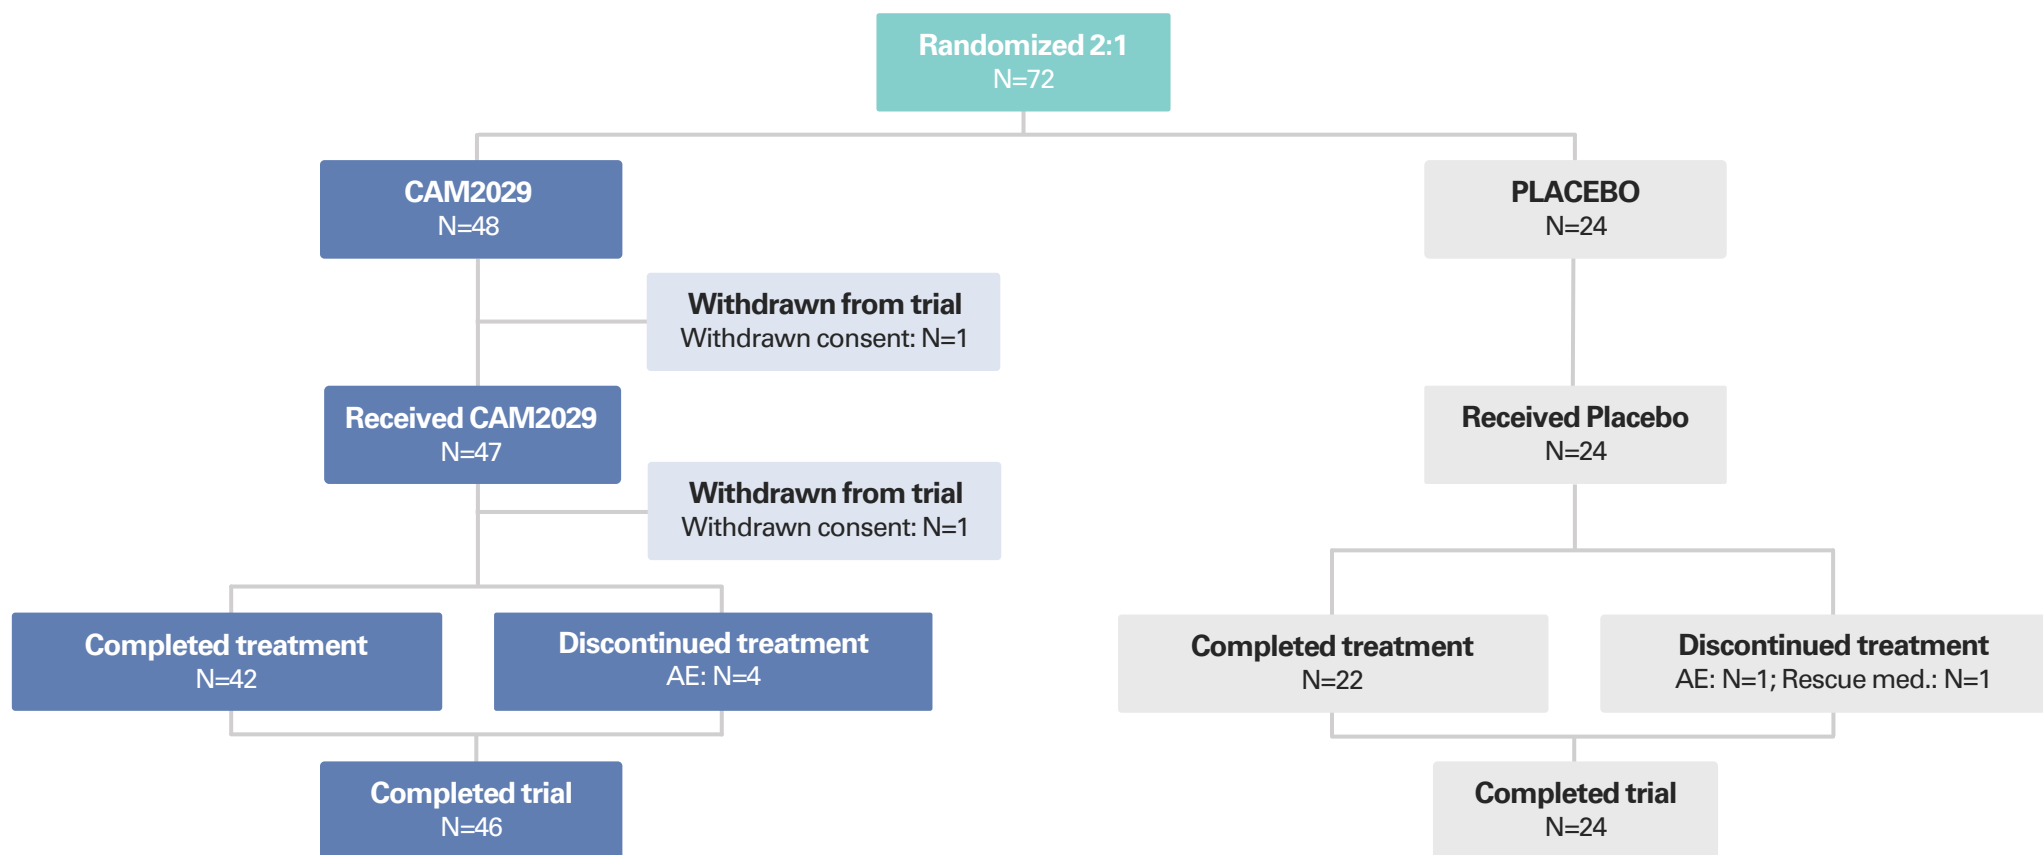 Randomized 2:1
N=72
CAM2029
N=48
PLACEBO
N=24
Withdrawn from trial
Withdrawn consent: N=1
Received CAM2029
N=47
Received Placebo
N=24
Withdrawn from trial
Withdrawn consent: N=1
Completed treatment
N=42
Discontinued treatment
AE: N=4
Completed treatment
N=22
Discontinued treatment
AE: N=1; Rescue med.: N=1
Completed trial
N=46
Completed trial
N=24